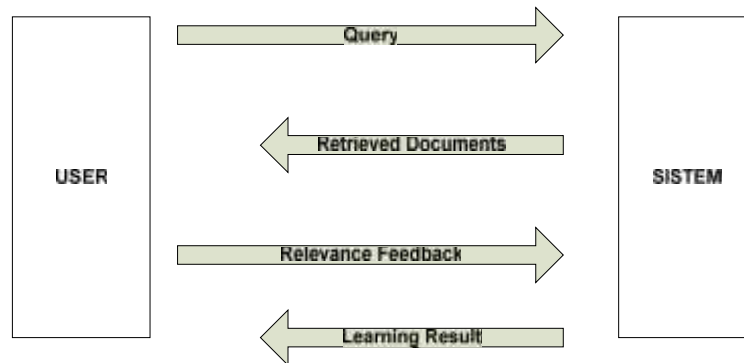 Query
Retrieved Documents
USER
SISTEM
Relevance Feedback
Learning Result